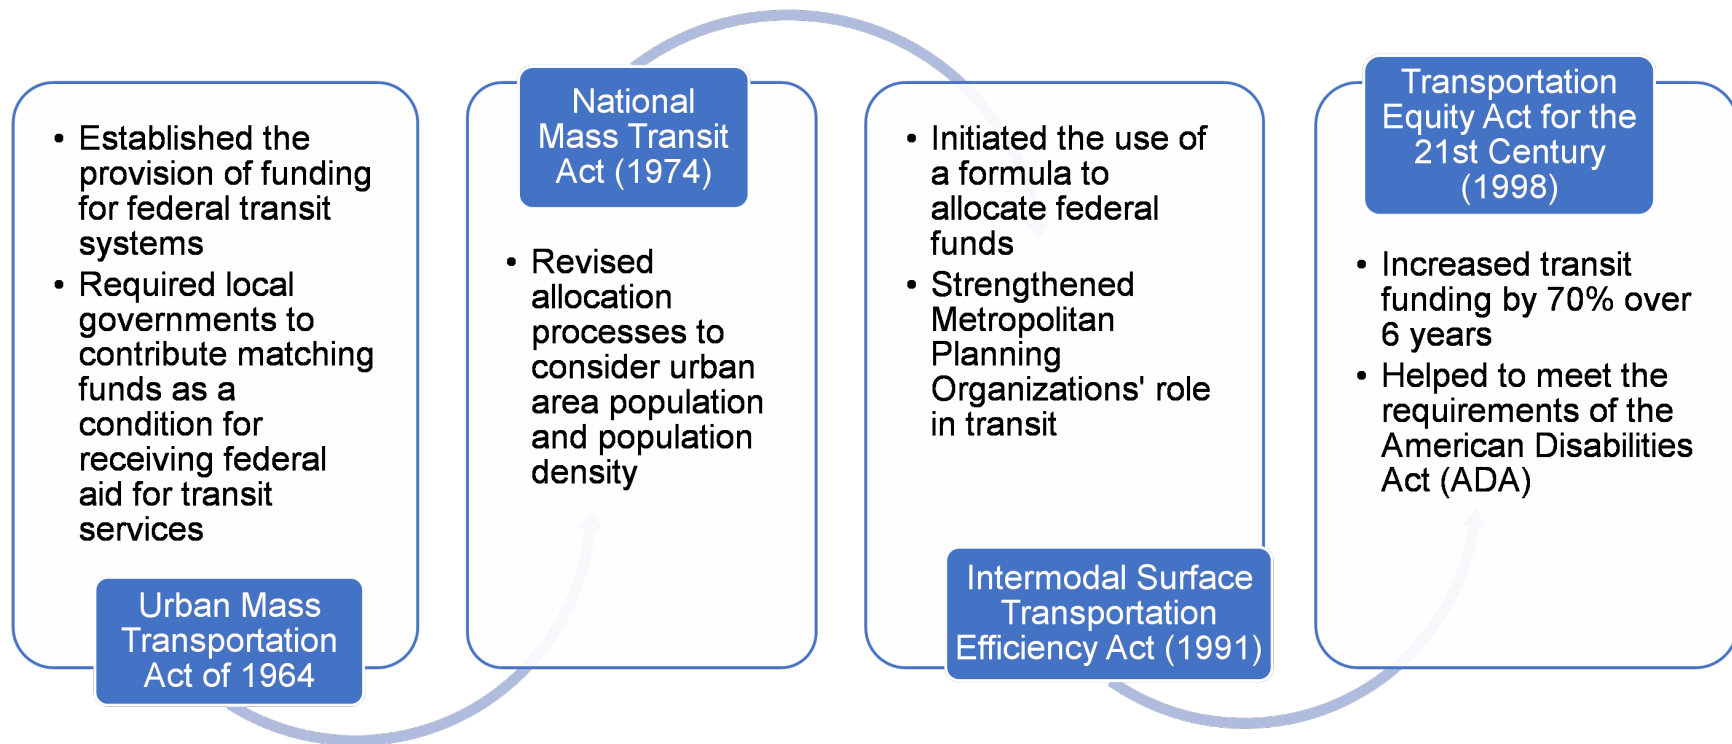 • Established the
provision of funding
for federal transit
systems
• Required local
governments to
contribute matching
funds as a
condition for
receiving federal
aid for transit
services
Urban Mass
Transportation
Act of 1964
National
Mass Transit
Act (1974)
• Revised
allocation
processes to
consider urban
area population
and population
density
• Initiated the use of
a formula to
allocate federal
funds
• Strengthened
Metropolitan
Planning
Organizations' role
in transit
Intermodal Surface
Transportation
Efficiency Act (1991)
Transportation
Equity Act for the
21st Century
(1998)
• Increased transit
funding by 70% over
6 years
• Helped to meet the
requirements of the
American Disabilities
Act (ADA)